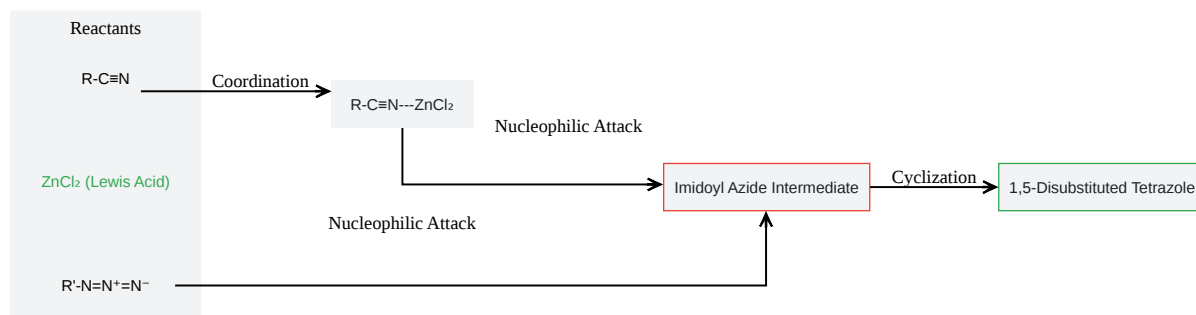 Reactants
R-C≡N
Coordination
R-C≡N---ZnCl₂
Nucleophilic Attack
ZnCl₂ (Lewis Acid)
Imidoyl Azide Intermediate
Cyclization
1,5-Disubstituted Tetrazole
Nucleophilic Attack
R'-N=N⁺=N⁻